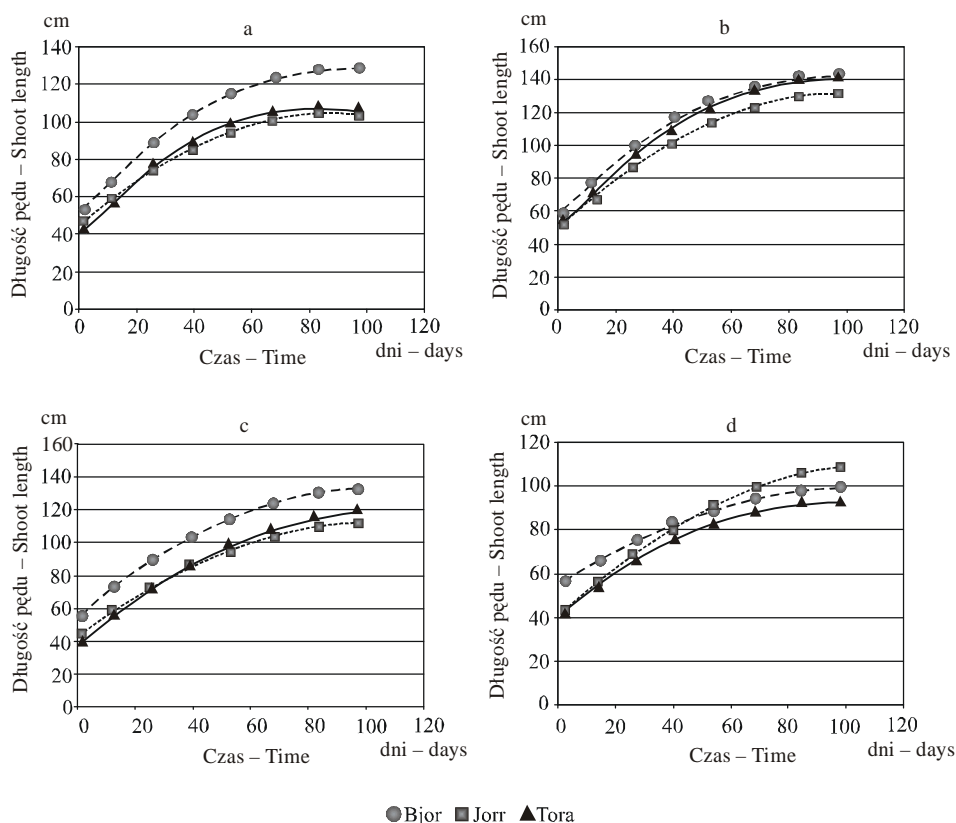 cm
a
Długość pędu – Shoot length
140
120
100
80
60
40
20
0
0 20 40 60 80 100 120
Czas – Time
dni – days
cm
b
Długość pędu – Shoot length
160
140
120
100
80
60
40
20
0
0 20 40 60 80 100 120
Czas – Time
dni – days
cm
c
Długość pędu – Shoot length
160
140
120
100
80
60
40
20
0
0 20 40 60 80 100 120
Czas – Time
dni – days
cm
d
Długość pędu – Shoot length
120
100
80
60
40
20
0
0 20 40 60 80 100 120
Czas – Time
dni – days
Bjor Jorr Tora